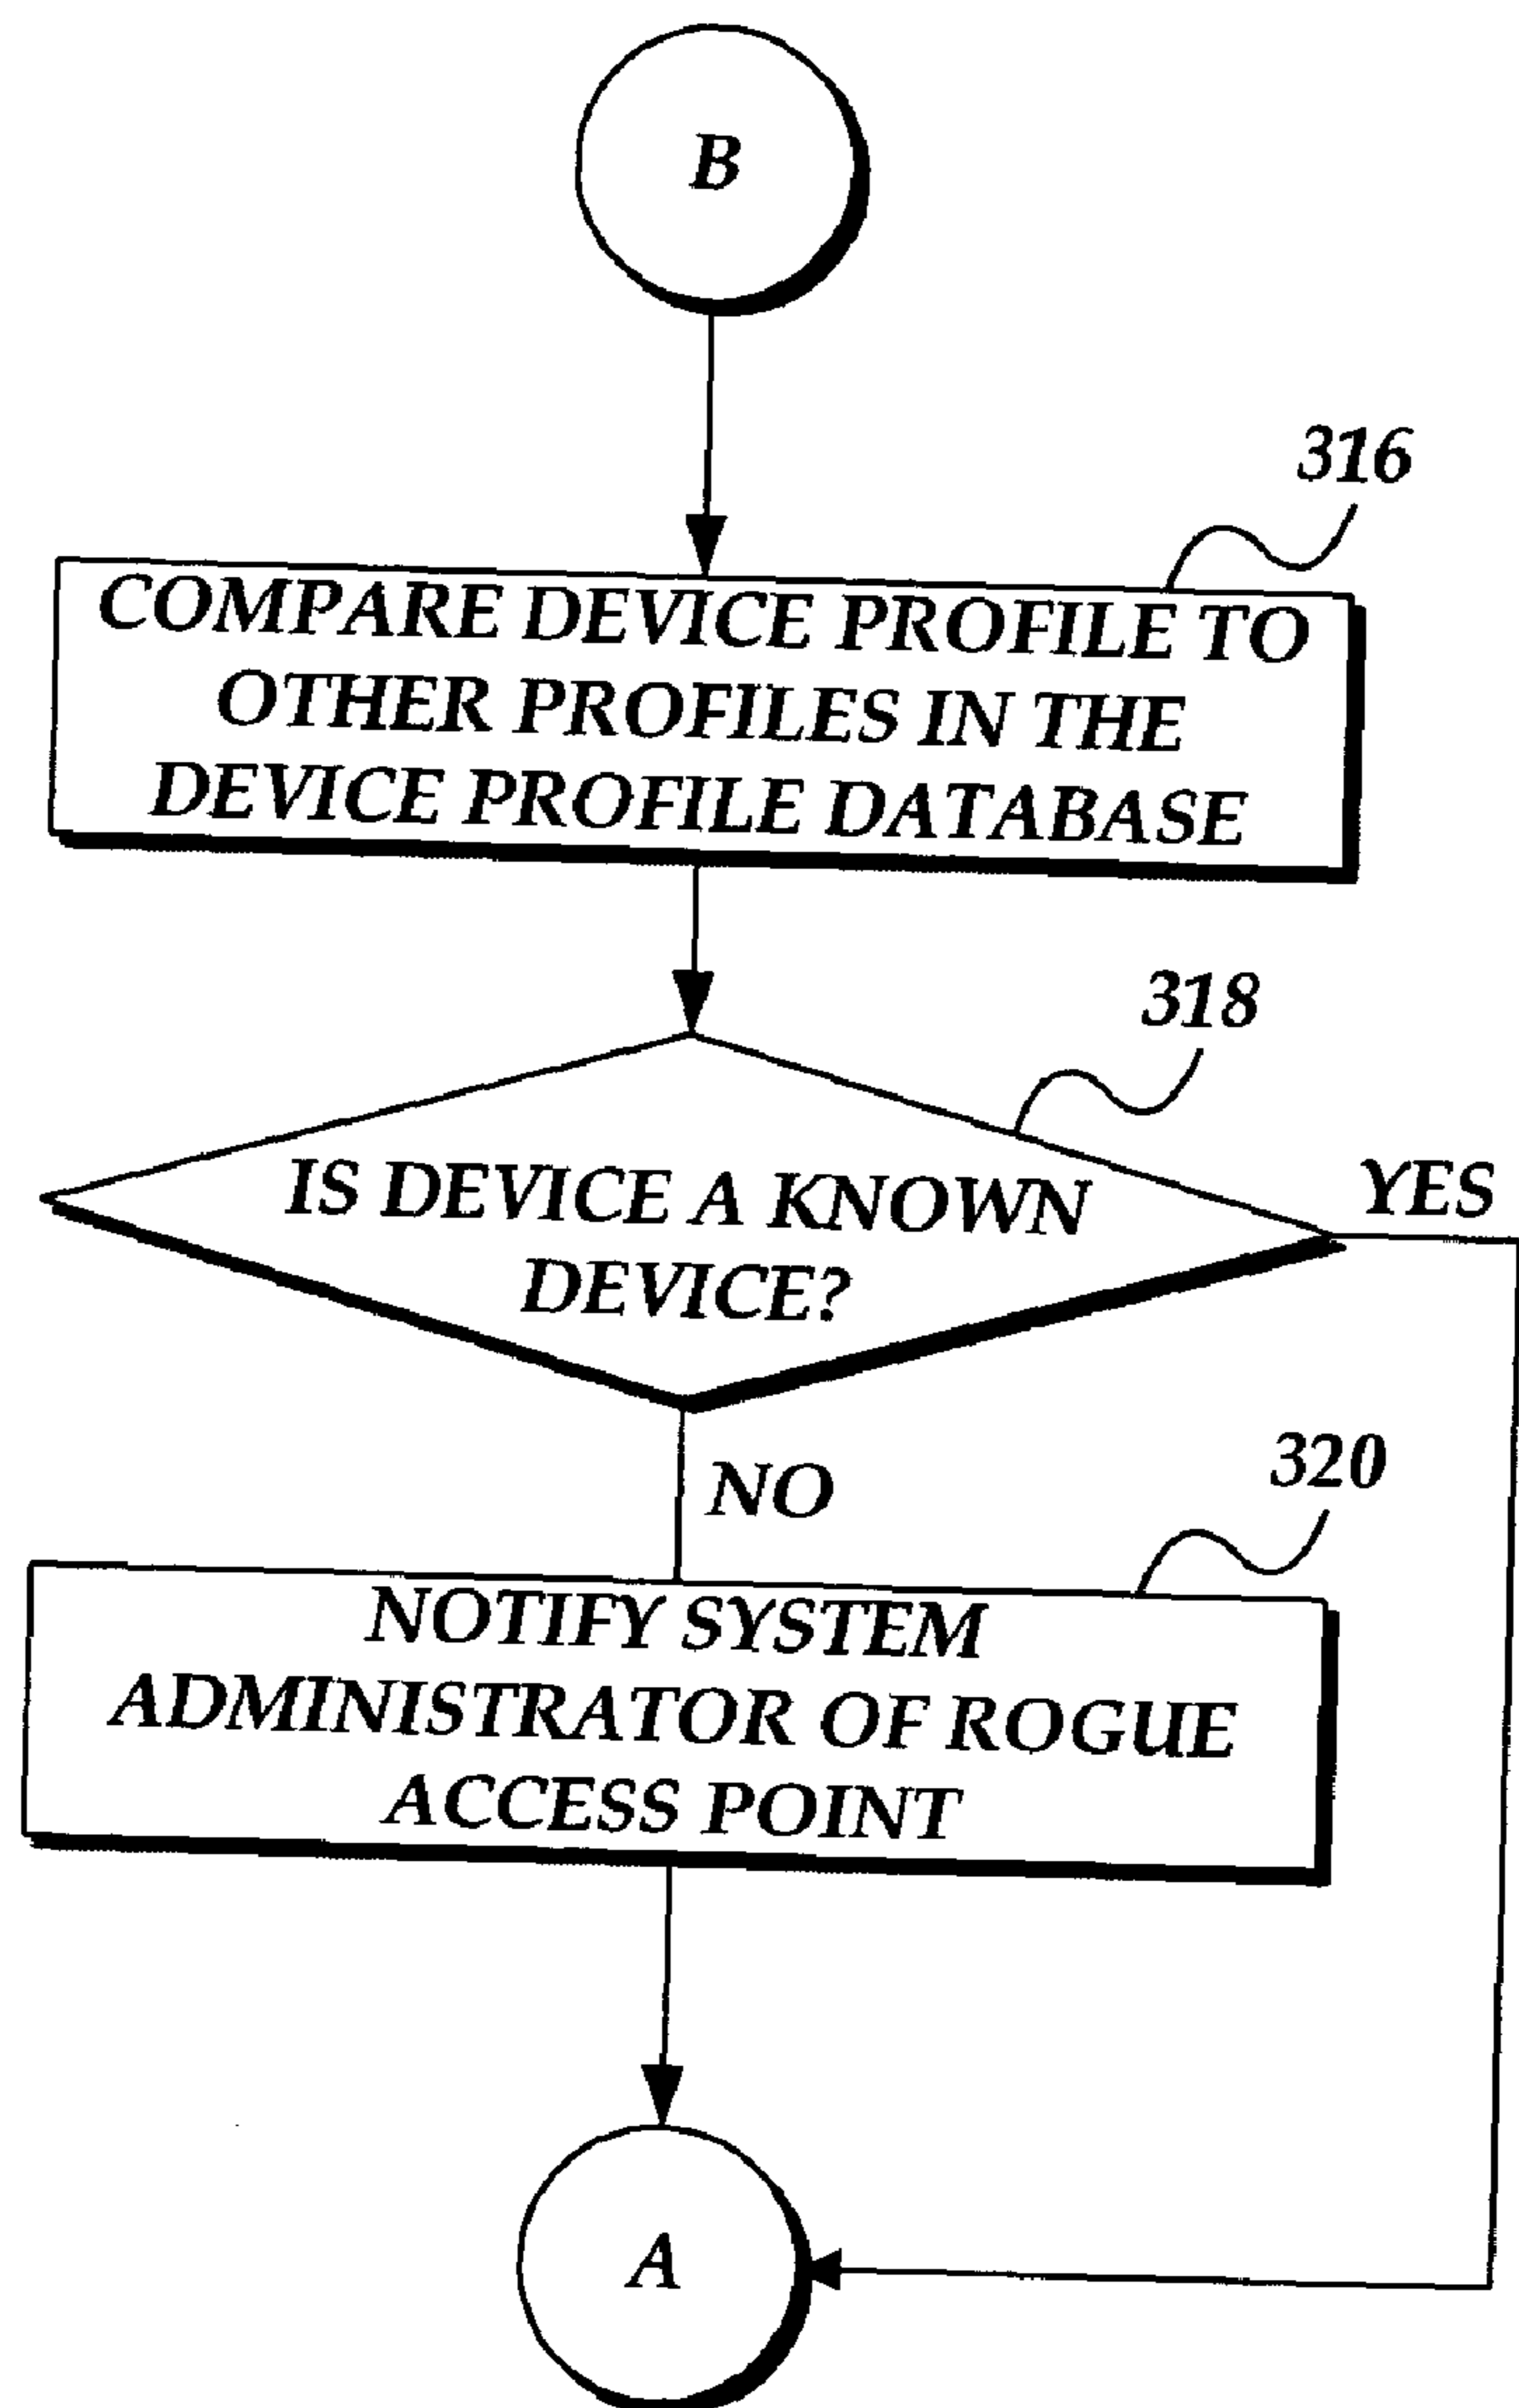 B
316
COMPARE DEVICE PROFILE TO
OTHER PROFILES IN THE
DEVICE PROFILE DATABASE
318
IS DEVICE A KNOWN
DEVICE?
YES
NO
320
NOTIFY SYSTEM
ADMINISTRATOR OF ROGUE
ACCESS POINT
A